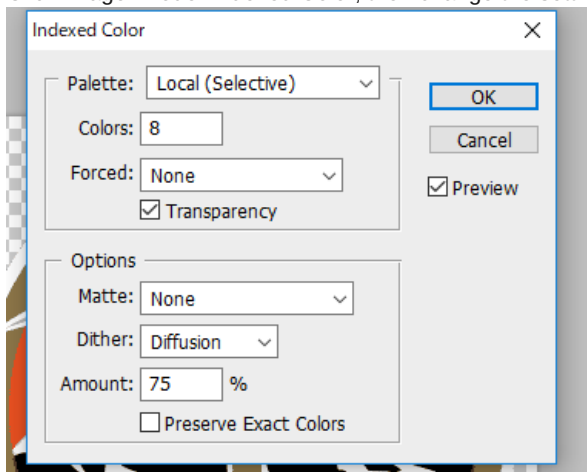 Indexed Color
Palette: Local (Selective)
Colors: 8
Forced: None
Transparency
OK
Cancel
Preview
Options
Matte: None
Dither: Diffusion
Amount: 75 %
Preserve Exact Colors